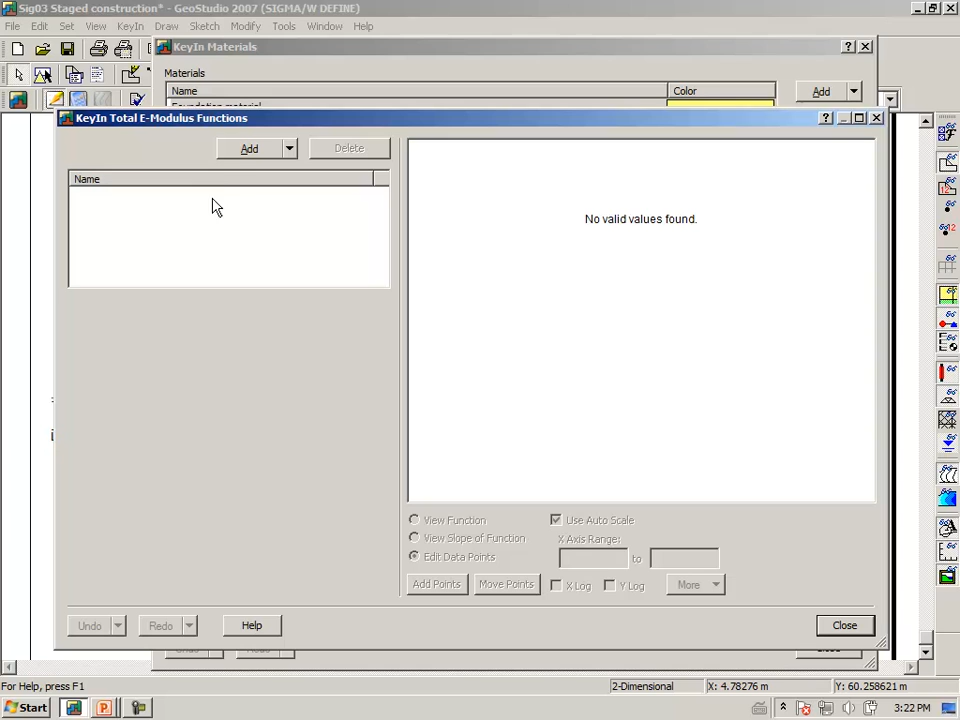 Sig03 Staged construction* - GeoStudio 2007 (SIGMA/W DEFINE)
File Edit Set View KeyIn Draw Sketch Modify Tools Window Help
KeyIn Materials
Materials
Name Color Add
Foundation material
KeyIn Total E-Modulus Functions
Add Delete
Name
No valid values found.
View Function Use Auto Scale
View Slope of Function X Axis Range:
Edit Data Points to
Add Points Move Points X Log Y Log More
Undo Redo Help Close
For Help, press F1 2-Dimensional X: 4.78276 m Y: 60.258621 m
Start 3:22 PM